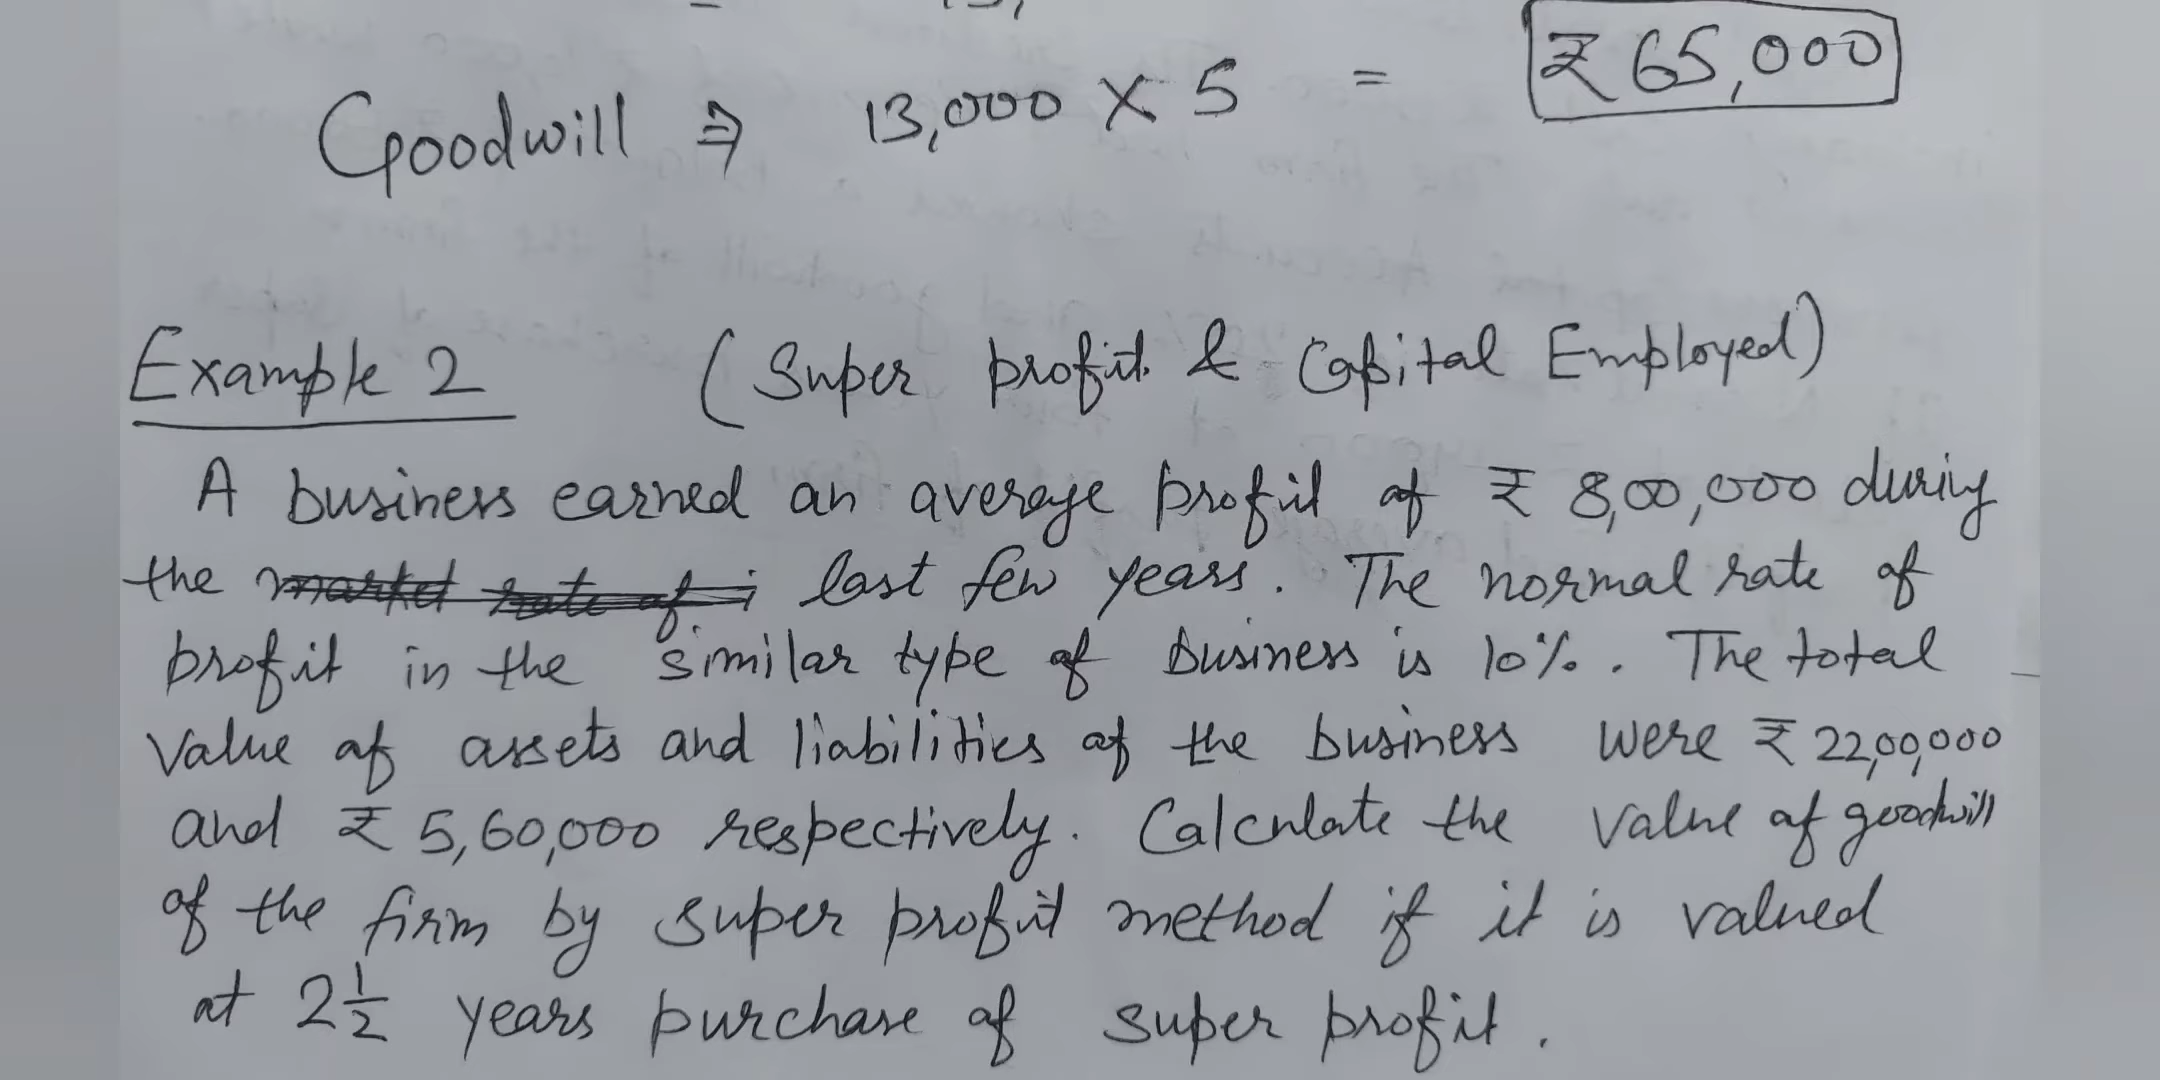 Goodwill ⇒ 13,000 × 5 = ₹ 65,000
Example 2 (Super profit & Capital Employed)
A business earned an average profit of ₹ 8,00,000 during
the market rate of i last few years. The normal rate of
profit in the similar type of business is 10%. The total
value of assets and liabilities of the business were ₹ 22,00,000
and ₹ 5,60,000 respectively. Calculate the value of goodwill
of the firm by super profit method if it is valued
at 2½ years purchase of super profit.